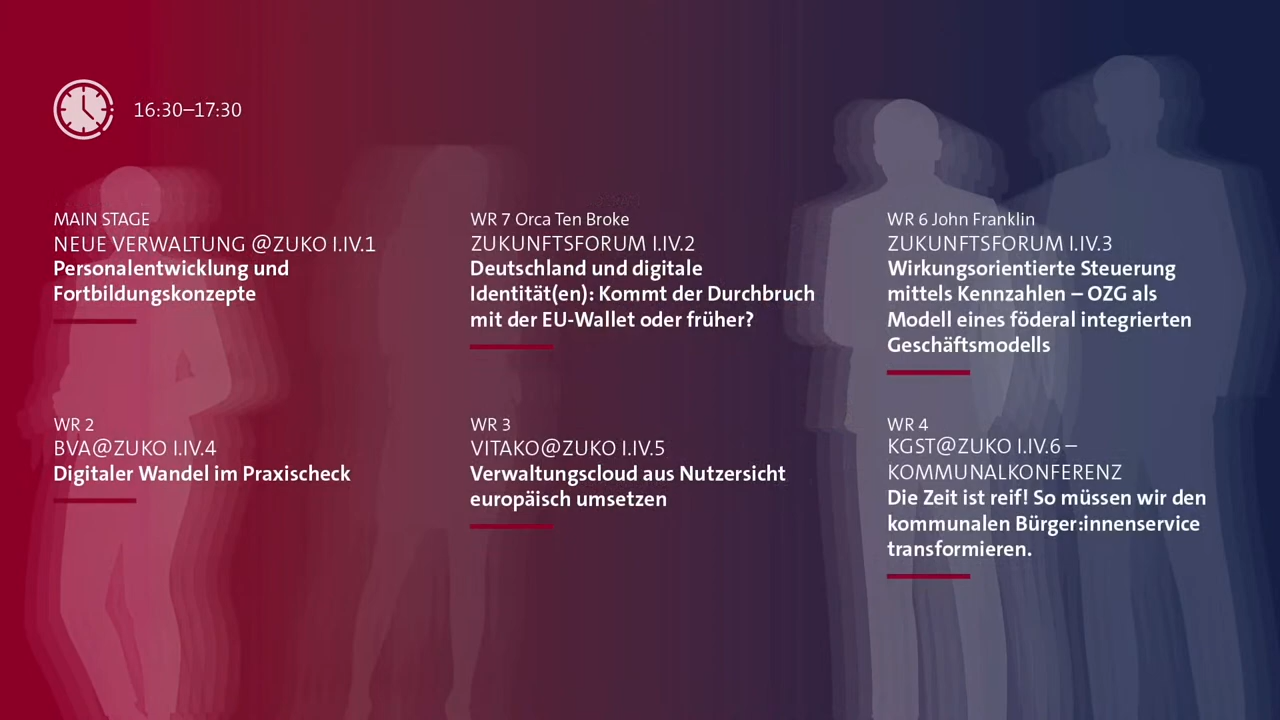 16:30–17:30
MAIN STAGE
NEUE VERWALTUNG @ZUKO I.IV.1
Personalentwicklung und
Fortbildungskonzepte
WR 7 Orca Ten Broke
ZUKUNFTSFORUM I.IV.2
Deutschland und digitale
Identität(en): Kommt der Durchbruch
mit der EU-Wallet oder früher?
WR 6 John Franklin
ZUKUNFTSFORUM I.IV.3
Wirkungsorientierte Steuerung
mittels Kennzahlen – OZG als
Modell eines föderal integrierten
Geschäftsmodells
WR 2
BVA@ZUKO I.IV.4
Digitaler Wandel im Praxischeck
WR 3
VITAKO@ZUKO I.IV.5
Verwaltungscloud aus Nutzersicht
europäisch umsetzen
WR 4
KGST@ZUKO I.IV.6 –
KOMMUNALKONFERENZ
Die Zeit ist reif! So müssen wir den
kommunalen Bürger:innenservice
transformieren.